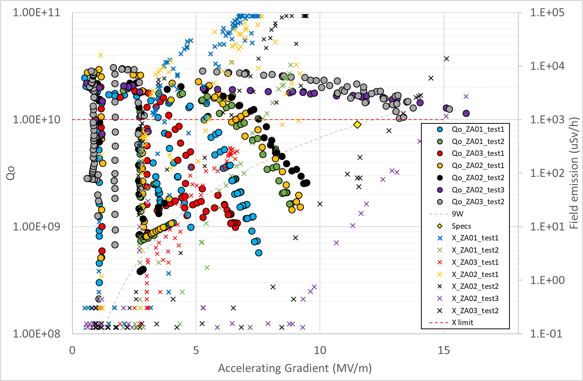 1.00E+11
1.00E+10
1.00E+09
1.00E+08
Qo
1.E+05
1.E+04
1.E+03
1.E+02
1.E+01
1.E+00
1.E-01
Field emission (uSy/h)
0
5
10
15
Accelerating Gradient (MV/m)
Qo_ZA01_test1
Qo_ZA01_test2
Qo_ZA03_test1
Qo_ZA02_test1
Qo_ZA02_test2
Qo_ZA02_test3
Qo_ZA03_test2
9W
Specs
X_ZA01_test1
X_ZA01_test2
X_ZA03_test1
X_ZA02_test1
X_ZA02_test2
X_ZA02_test3
X_ZA03_test2
X limit